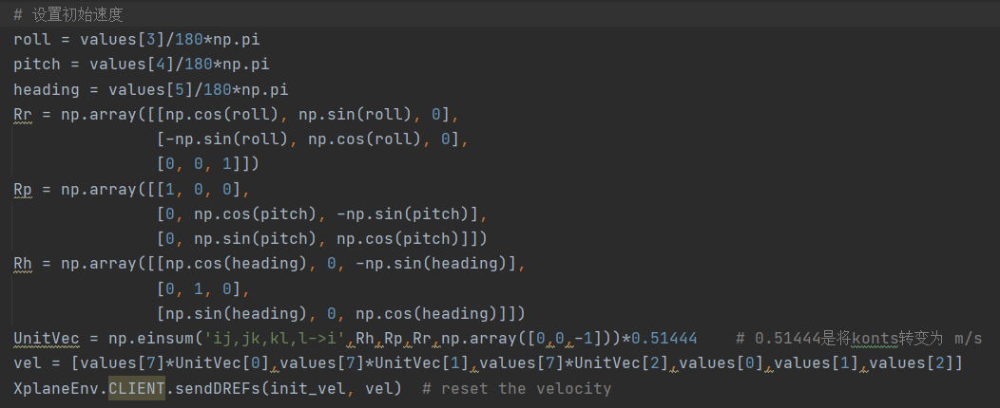 # 设置初始速度
roll = values[3]/180*np.pi
pitch = values[4]/180*np.pi
heading = values[5]/180*np.pi
Rr = np.array([[np.cos(roll), np.sin(roll), 0],
[-np.sin(roll), np.cos(roll), 0],
[0, 0, 1]])
Rp = np.array([[1, 0, 0],
[0, np.cos(pitch), -np.sin(pitch)],
[0, np.sin(pitch), np.cos(pitch)]])
Rh = np.array([[np.cos(heading), 0, -np.sin(heading)],
[0, 1, 0],
[np.sin(heading), 0, np.cos(heading)]])
UnitVec = np.einsum('ij,jk,kl,l->i',Rh,Rp,Rr,np.array([0,0,-1]))*0.51444 # 0.51444是将konts转变为 m/s
vel = [values[7]*UnitVec[0],values[7]*UnitVec[1],values[7]*UnitVec[2],values[0],values[1],values[2]]
XplaneEnv.CLIENT.sendDREFs(init_vel, vel) # reset the velocity